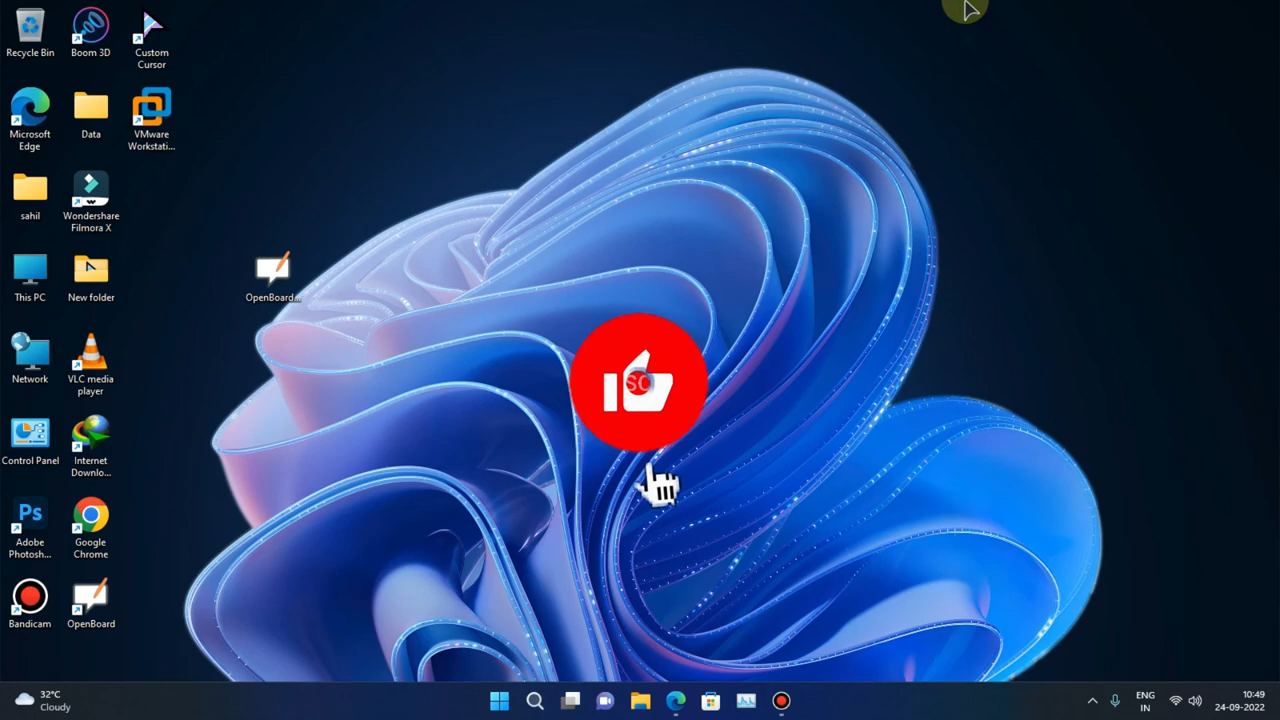 Recycle Bin
Boom 3D
Custom
Cursor
Microsoft
Edge
Data
VMware
Workstati...
sahil
Wondershare
Filmora X
This PC
New folder
OpenBoard...
Network
VLC media
player
Control Panel
Internet
Downlo...
Ps
Adobe
Photosh...
Google
Chrome
Bandicam
OpenBoard
32°C
Cloudy
ENG
IN
10:49
24-09-2022